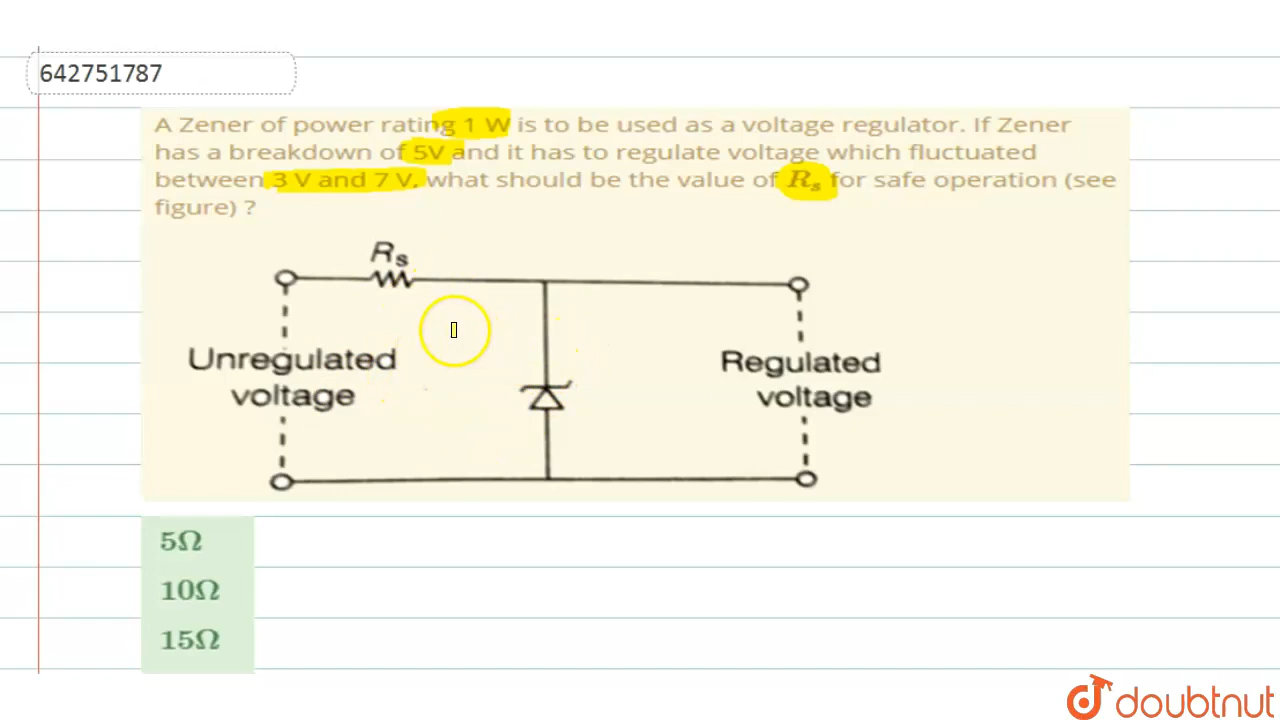 642751787
A Zener of power rating 1 W is to be used as a voltage regulator. If Zener
has a breakdown of 5V and it has to regulate voltage which fluctuated
between 3 V and 7 V, what should be the value of Rₛ for safe operation (see
figure) ?
Rs
Unregulated
voltage
Regulated
voltage
5Ω
10Ω
15Ω
doubtnut